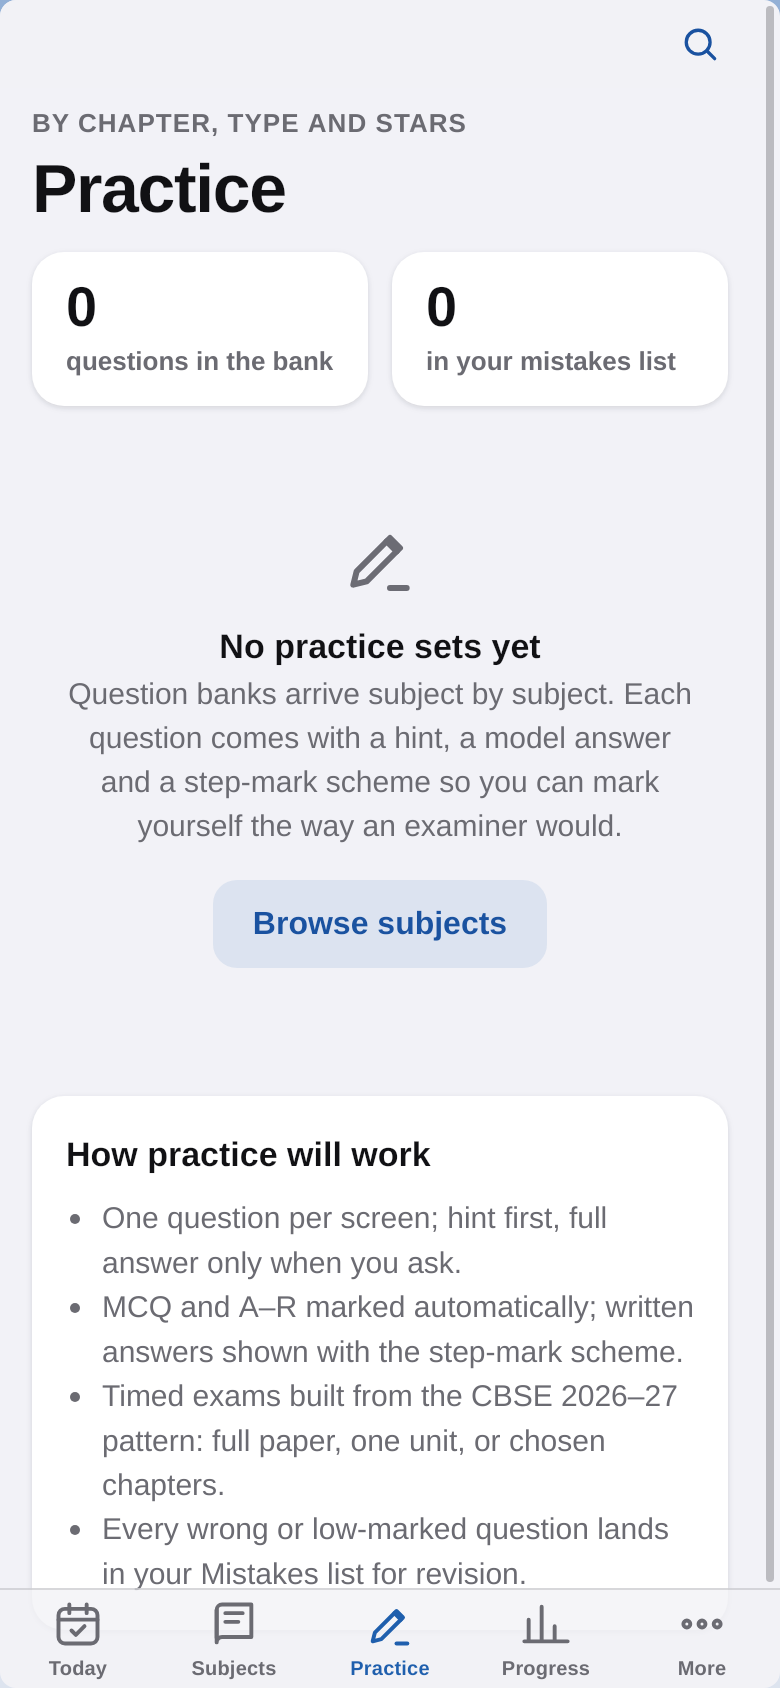 BY CHAPTER, TYPE AND STARS
Practice
0
questions in the bank
0
in your mistakes list
No practice sets yet
Question banks arrive subject by subject. Each
question comes with a hint, a model answer
and a step-mark scheme so you can mark
yourself the way an examiner would.
Browse subjects
How practice will work
• One question per screen; hint first, full
answer only when you ask.
• MCQ and A–R marked automatically; written
answers shown with the step-mark scheme.
• Timed exams built from the CBSE 2026–27
pattern: full paper, one unit, or chosen
chapters.
• Every wrong or low-marked question lands
in your Mistakes list for revision.
Today
Subjects
Practice
Progress
More